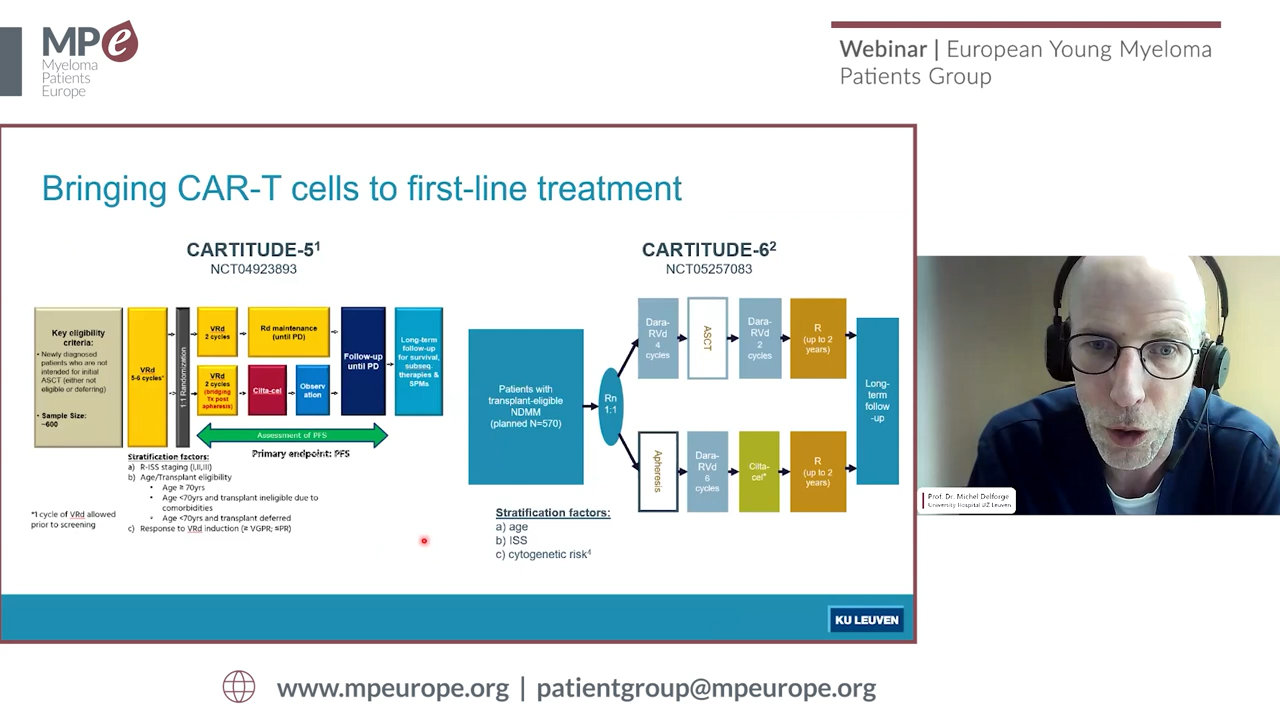 MPe
Myeloma
Patients
Europe
Webinar | European Young Myeloma
Patients Group
Bringing CAR-T cells to first-line treatment
CARTITUDE-5¹
NCT04923893
Key eligibility
criteria:
• Newly diagnosed
patients who are not
intended for initial
ASCT (either not
eligible or deferring)
• Sample Size:
~600
VRd
5-6 cycles*
1:1 Randomization
VRd
2 cycles
Rd maintenance
(until PD)
VRd
2 cycles
(bridging
Tx post
apheresis)
Cilta-cel
Observ
ation
Follow-up
until PD
Long-term
follow-up
for survival,
subseq.
therapies &
SPMs
Assessment of PFS
Primary endpoint: PFS
Stratification factors:
a) R-ISS staging (I,II,III)
b) Age/Transplant eligibility
• Age ≥ 70yrs
• Age <70yrs and transplant ineligible due to
comorbidities
• Age <70yrs and transplant deferred
c) Response to VRd induction (≥ VGPR; ≤PR)
*1 cycle of VRd allowed
prior to screening
CARTITUDE-6²
NCT05257083
Patients with
transplant-eligible
NDMM
(planned N=570)
Rn
1:1
Dara-
RVd
4
cycles
ASCT
Dara-
RVd
2
cycles
R
(up to 2
years)
Apheresis
Dara-
RVd
6
cycles
Cilta-
cel*
R
(up to 2
years)
Long-
term
follow
-up
Stratification factors:
a) age
b) ISS
c) cytogenetic risk⁴
KU LEUVEN
Prof. Dr. Michel Delforge
University Hospital UZ Leuven
www.mpeurope.org | patientgroup@mpeurope.org